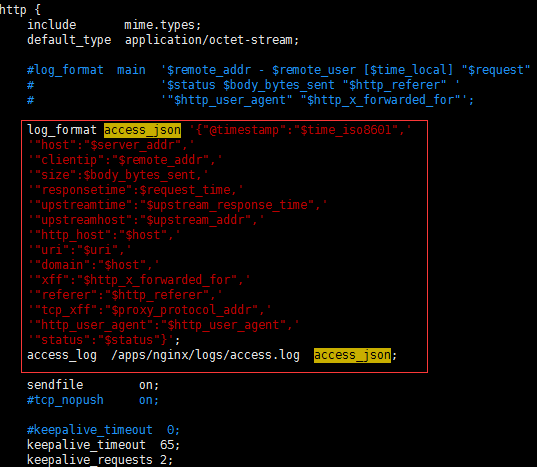 http {
    include       mime.types;
    default_type  application/octet-stream;

    #log_format  main  '$remote_addr - $remote_user [$time_local] "$request"
    #                  '$status $body_bytes_sent "$http_referer" '
    #                  '"$http_user_agent" "$http_x_forwarded_for"';

    log_format access_json '{"@timestamp":"$time_iso8601",'
    '"host":"$server_addr",'
    '"clientip":"$remote_addr",'
    '"size":$body_bytes_sent,'
    '"responsetime":$request_time,'
    '"upstreamtime":"$upstream_response_time",'
    '"upstreamhost":"$upstream_addr",'
    '"http_host":"$host",'
    '"uri":"$uri",'
    '"domain":"$host",'
    '"xff":"$http_x_forwarded_for",'
    '"referer":"$http_referer",'
    '"tcp_xff":"$proxy_protocol_addr",'
    '"http_user_agent":"$http_user_agent",'
    '"status":"$status"}';
    access_log  /apps/nginx/logs/access.log  access_json;

    sendfile        on;
    #tcp_nopush     on;

    #keepalive_timeout  0;
    keepalive_timeout  65;
    keepalive_requests 2;